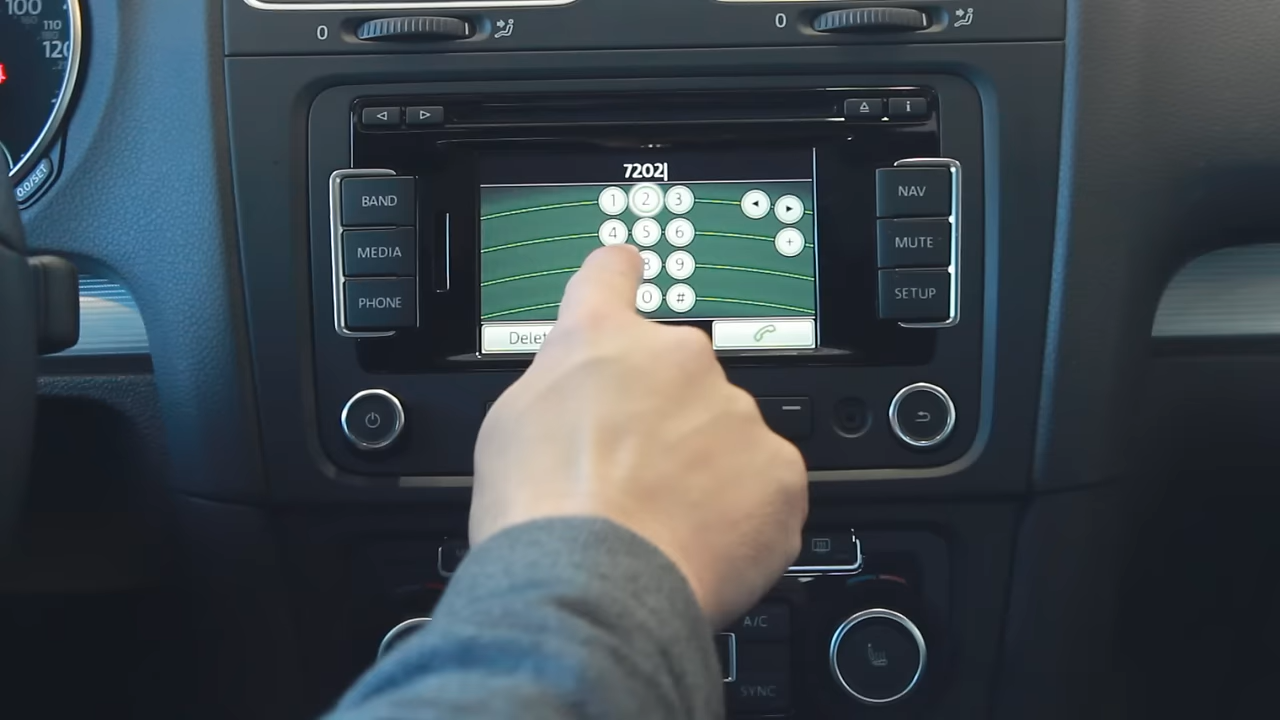 100
110
120
0.0/SET
0
0
7202
1 2 3
4 5 6
8 9
0 #
+
Delet
BAND
MEDIA
PHONE
NAV
MUTE
SETUP
i
A/C
SYNC